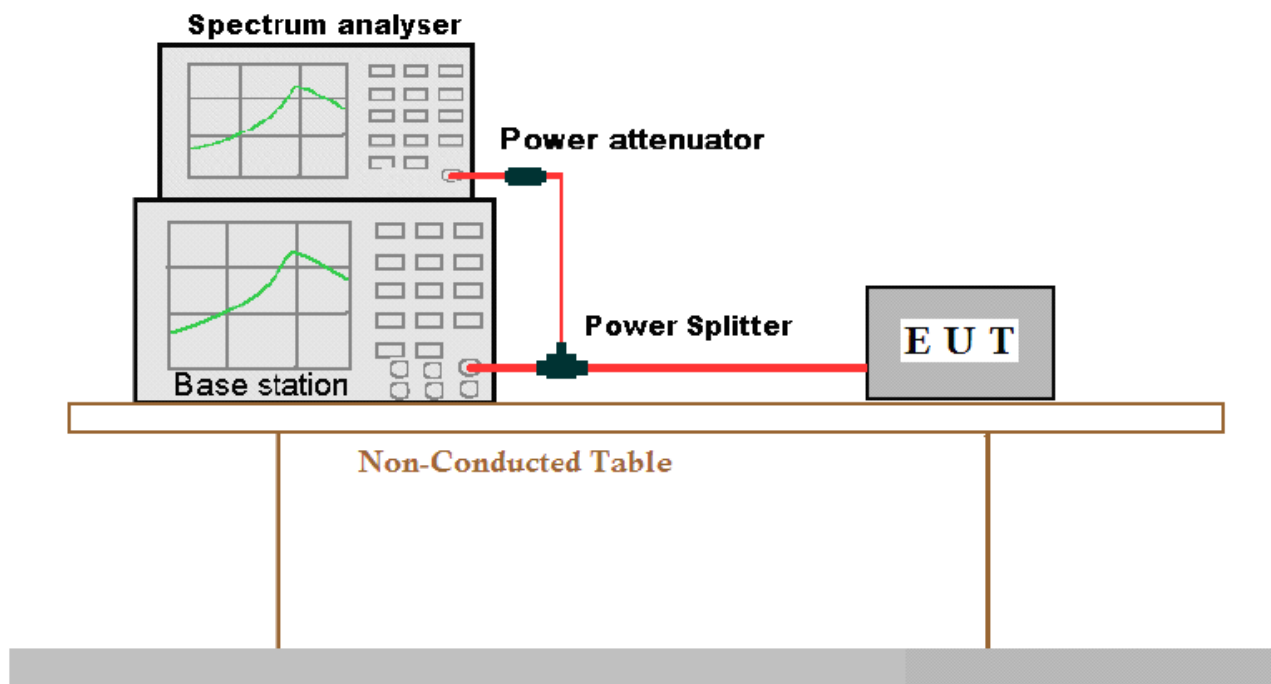 Spectrum analyser
Power attenuator
Power Splitter
E U T
Base station
Non-Conducted Table